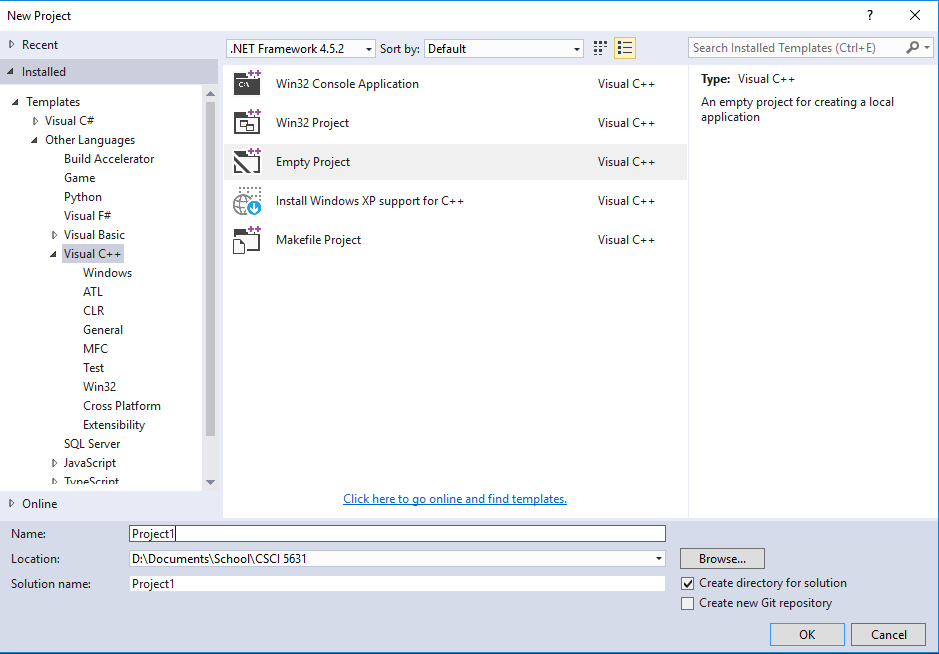 New Project
?
Recent
.NET Framework 4.5.2
Sort by:
Default
Search Installed Templates (Ctrl+E)
Installed
Templates
Visual C#
Other Languages
Build Accelerator
Game
Python
Visual F#
Visual Basic
Visual C++
Windows
ATL
CLR
General
MFC
Test
Win32
Cross Platform
Extensibility
SQL Server
JavaScript
TypeScript
Online
C:\
Win32 Console Application Visual C++
Win32 Project Visual C++
Empty Project Visual C++
Install Windows XP support for C++ Visual C++
Makefile Project Visual C++
Click here to go online and find templates.
Type: Visual C++
An empty project for creating a local
application
Name: Project1
Location: D:\Documents\School\CSCI 5631
Browse...
Solution name: Project1
Create directory for solution
Create new Git repository
OK
Cancel